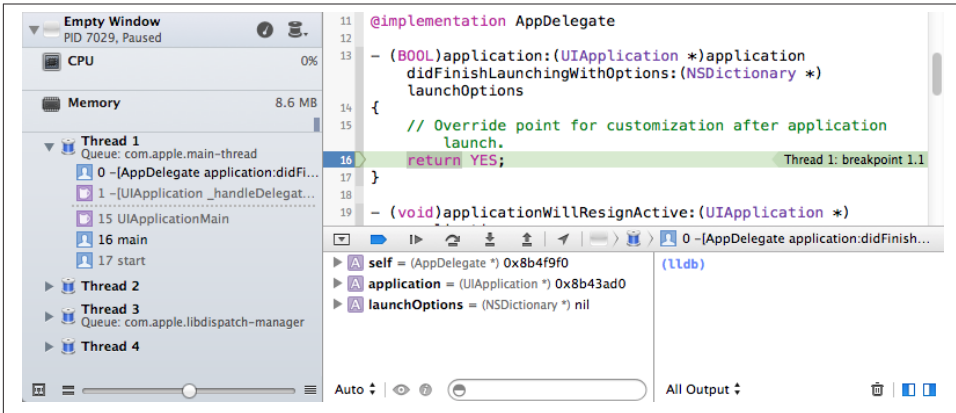 Empty Window
PID 7029, Paused
CPU 0%
Memory 8.6 MB
Thread 1
Queue: com.apple.main-thread
0 -[AppDelegate application:didFi...
1 -[UIApplication _handleDelegat...
15 UIApplicationMain
16 main
17 start
Thread 2
Thread 3
Queue: com.apple.libdispatch-manager
Thread 4
11 @implementation AppDelegate
12
13 - (BOOL)application:(UIApplication *)application
didFinishLaunchingWithOptions:(NSDictionary *)
launchOptions
14 {
15 // Override point for customization after application
launch.
16 return YES; Thread 1: breakpoint 1.1
17 }
18
19 - (void)applicationWillResignActive:(UIApplication *)
0 -[AppDelegate application:didFinish...
A self = (AppDelegate *) 0x8b4f9f0
A application = (UIApplication *) 0x8b43ad0
A launchOptions = (NSDictionary *) nil
(lldb)
Auto
All Output